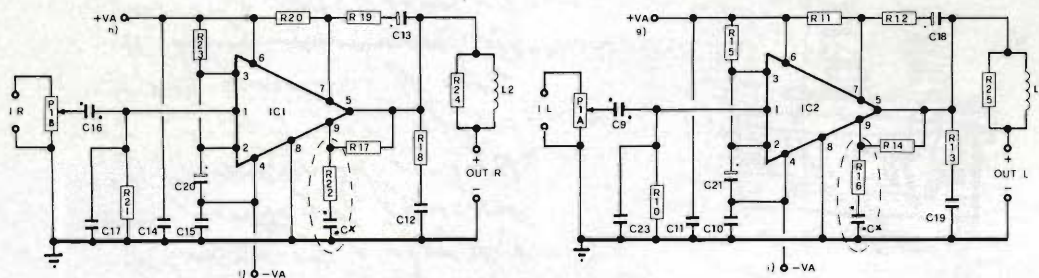 +VA
h)
R20
R19
C13
R23
6
3
7
R24
L2
I R
P1B
C16
1
IC1
5
9
2
4
8
R17
R18
+
OUT R
-
C20
R22
R21
C17
C14
C15
Cx
C12
i)
-VA
+VA
g)
R11
R12
C18
R15
6
3
7
R25
L
I L
P1A
C9
1
IC2
5
9
2
4
8
R14
R13
+
OUT L
-
C21
R16
R10
C23
C11
C10
Cx
C19
-VA